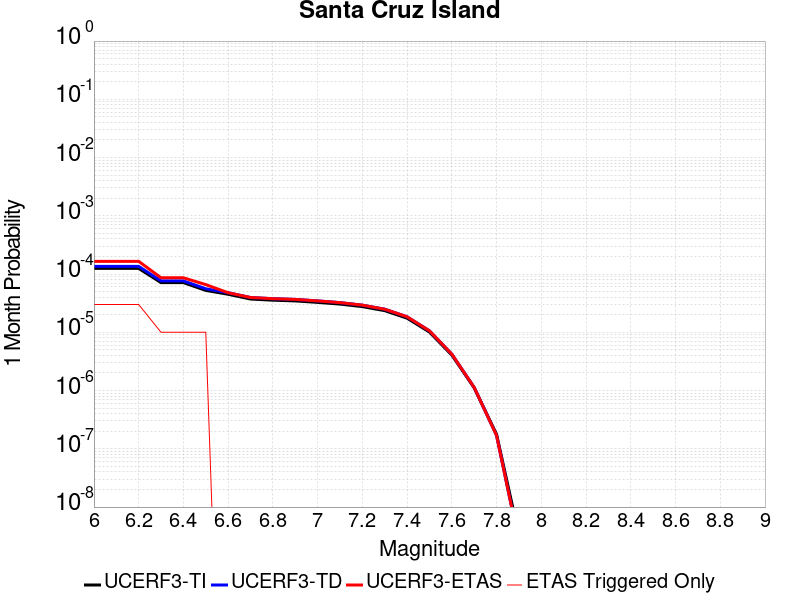 Santa Cruz Island
10^0
10^-1
10^-2
10^-3
10^-4
10^-5
10^-6
10^-7
10^-8
1 Month Probability
6 6.2 6.4 6.6 6.8 7 7.2 7.4 7.6 7.8 8 8.2 8.4 8.6 8.8 9
Magnitude
UCERF3-TI UCERF3-TD UCERF3-ETAS ETAS Triggered Only